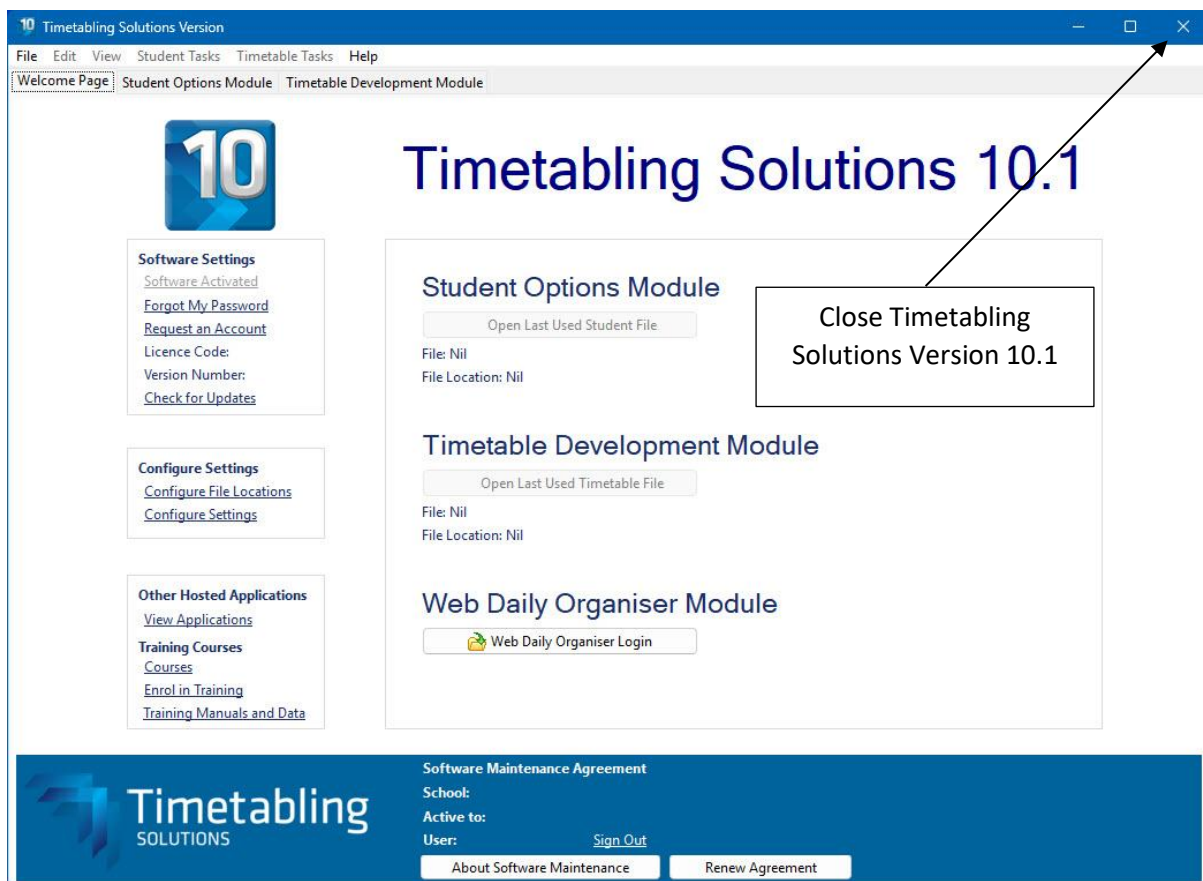 10 Timetabling Solutions Version
File Edit View Student Tasks Timetable Tasks Help
Welcome Page Student Options Module Timetable Development Module
10
Timetabling Solutions 10.1
Software Settings
Software Activated
Forgot My Password
Request an Account
Licence Code:
Version Number:
Check for Updates
Configure Settings
Configure File Locations
Configure Settings
Other Hosted Applications
View Applications
Training Courses
Courses
Enrol in Training
Training Manuals and Data
Student Options Module
Open Last Used Student File
File: Nil
File Location: Nil
Close Timetabling
Solutions Version 10.1
Timetable Development Module
Open Last Used Timetable File
File: Nil
File Location: Nil
Web Daily Organiser Module
Web Daily Organiser Login
Timetabling
SOLUTIONS
Software Maintenance Agreement
School:
Active to:
User: Sign Out
About Software Maintenance Renew Agreement